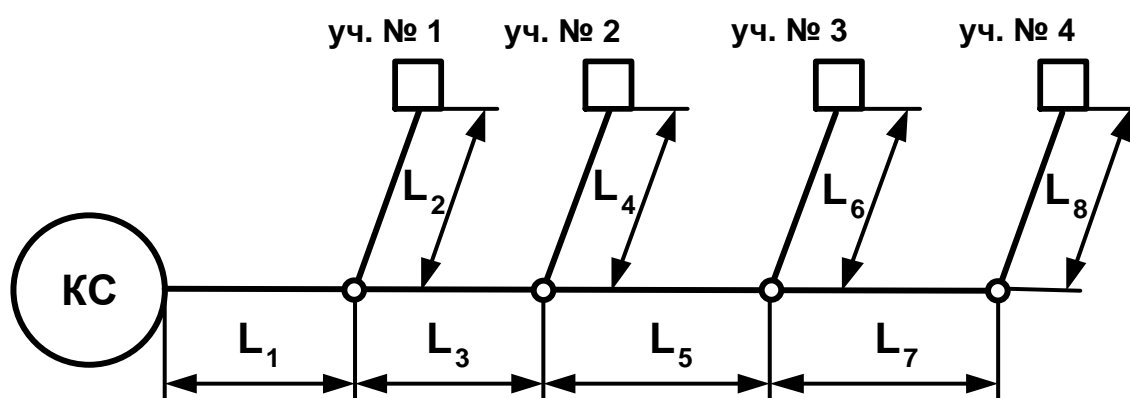 уч. № 1 уч. № 2 уч. № 3 уч. № 4
L2 L4 L6 L8
КС
L1 L3 L5 L7